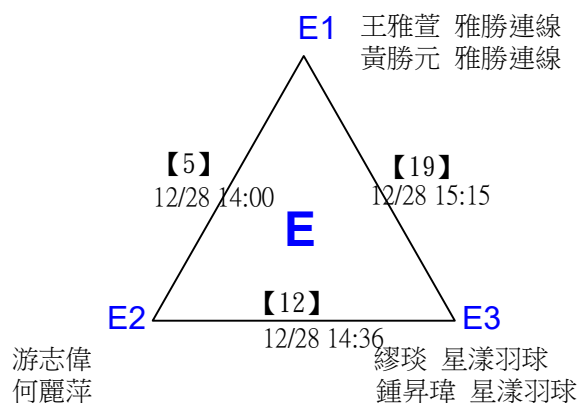 E1
王雅萱 雅勝連線
黃勝元 雅勝連線
【5】
12/28 14:00
【19】
12/28 15:15
E
E2
【12】
12/28 14:36
E3
游志偉
何麗萍
繆琰 星漾羽球
鍾昇瑋 星漾羽球